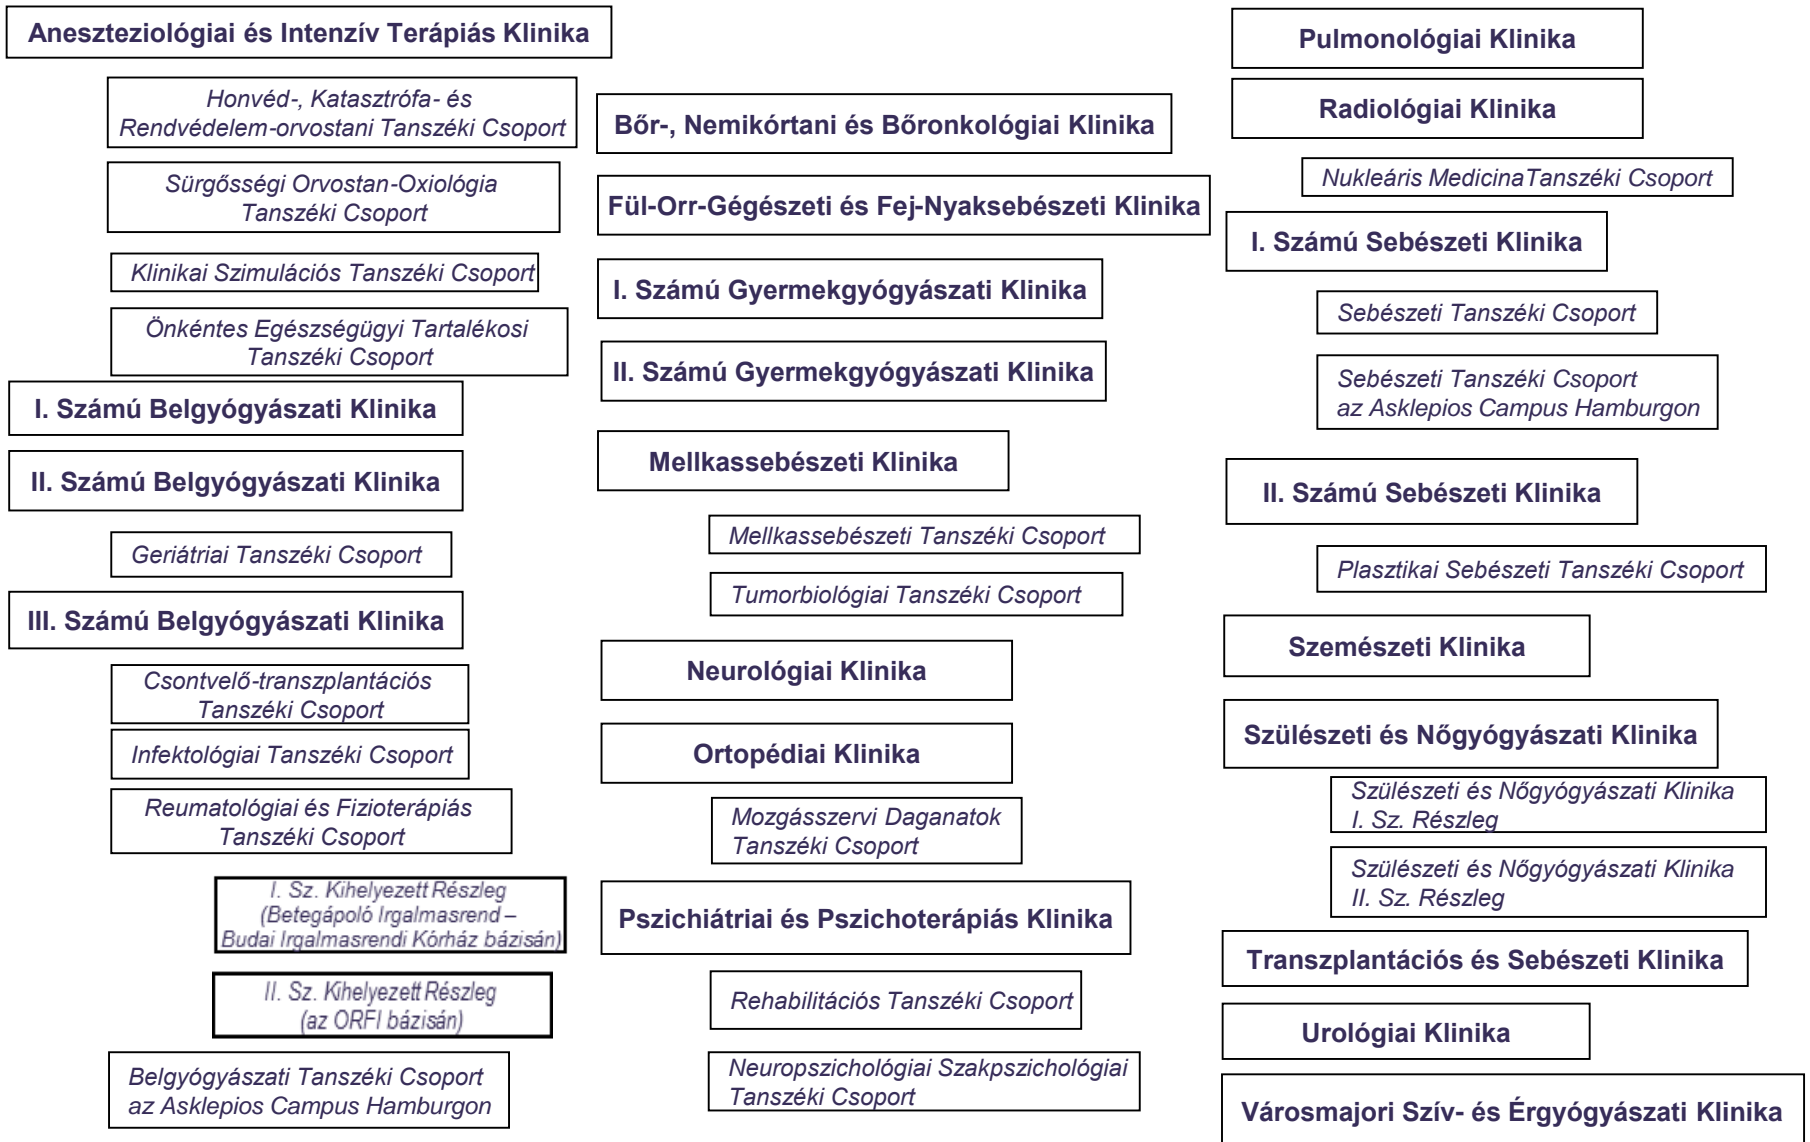 Aneszteziológiai és Intenzív Terápiás Klinika
Honvéd-, Katasztrófa- és
Rendvédelem-orvostani Tanszéki Csoport
Sürgősségi Orvostan-Oxiológia
Tanszéki Csoport
Klinikai Szimulációs Tanszéki Csoport
Önkéntes Egészségügyi Tartalékosi
Tanszéki Csoport
I. Számú Belgyógyászati Klinika
II. Számú Belgyógyászati Klinika
Geriátriai Tanszéki Csoport
III. Számú Belgyógyászati Klinika
Csontvelő-transzplantációs
Tanszéki Csoport
Infektológiai Tanszéki Csoport
Reumatológiai és Fizioterápiás
Tanszéki Csoport
I. Sz. Kihelyezett Részleg
(Betegápoló Irgalmasrend –
Budai Irgalmasrendi Kórház bázisán)
II. Sz. Kihelyezett Részleg
(az ORFI bázisán)
Belgyógyászati Tanszéki Csoport
az Asklepios Campus Hamburgon
Bőr-, Nemikórtani és Bőronkológiai Klinika
Fül-Orr-Gégészeti és Fej-Nyaksebészeti Klinika
I. Számú Gyermekgyógyászati Klinika
II. Számú Gyermekgyógyászati Klinika
Mellkassebészeti Klinika
Mellkassebészeti Tanszéki Csoport
Tumorbiológiai Tanszéki Csoport
Neurológiai Klinika
Ortopédiai Klinika
Mozgásszervi Daganatok
Tanszéki Csoport
Pszichiátriai és Pszichoterápiás Klinika
Rehabilitációs Tanszéki Csoport
Neuropszichológiai Szakpszichológiai
Tanszéki Csoport
Pulmonológiai Klinika
Radiológiai Klinika
Nukleáris MedicinaTanszéki Csoport
I. Számú Sebészeti Klinika
Sebészeti Tanszéki Csoport
Sebészeti Tanszéki Csoport
az Asklepios Campus Hamburgon
II. Számú Sebészeti Klinika
Plasztikai Sebészeti Tanszéki Csoport
Szemészeti Klinika
Szülészeti és Nőgyógyászati Klinika
Szülészeti és Nőgyógyászati Klinika
I. Sz. Részleg
Szülészeti és Nőgyógyászati Klinika
II. Sz. Részleg
Transzplantációs és Sebészeti Klinika
Urológiai Klinika
Városmajori Szív- és Érgyógyászati Klinika